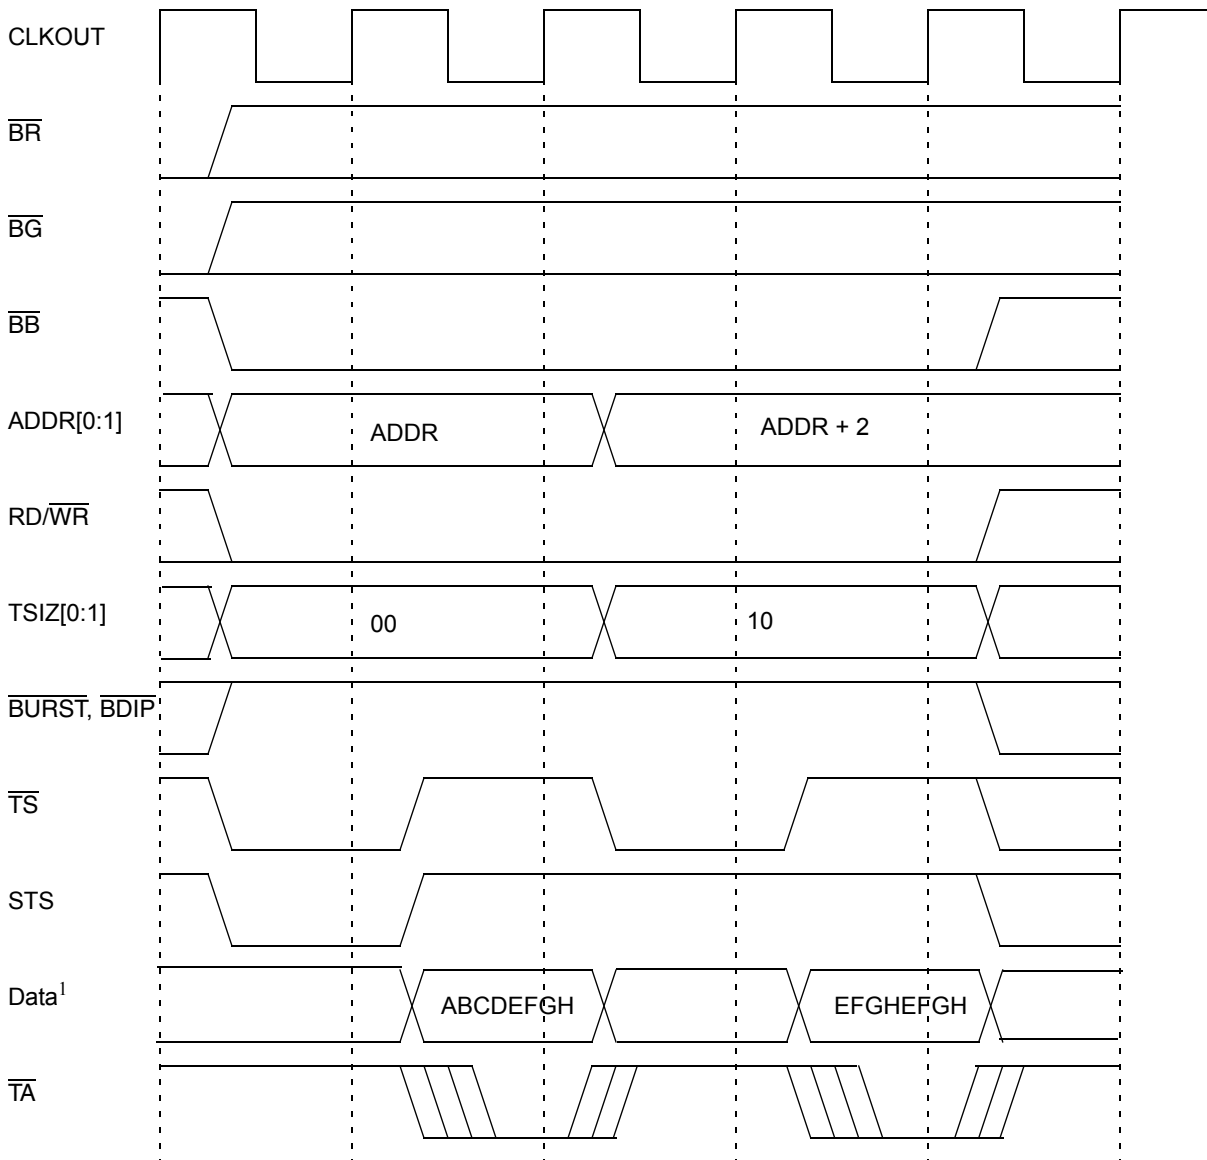 CLKOUT
BR
BG
BB
ADDR[0:1] ADDR ADDR + 2
RD/WR
TSIZ[0:1] 00 10
BURST, BDIP
TS
STS
Data1 ABCDEFGH EFGHEFGH
TA